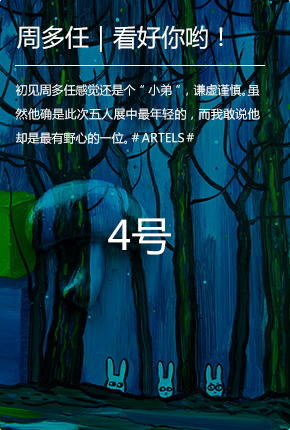 周多任｜看好你哟！
初见周多任感觉还是个“小弟”，谦虚谨慎。虽
然他确是此次五人展中最年轻的，而我敢说他
却是最有野心的一位。#ARTELS#
4号